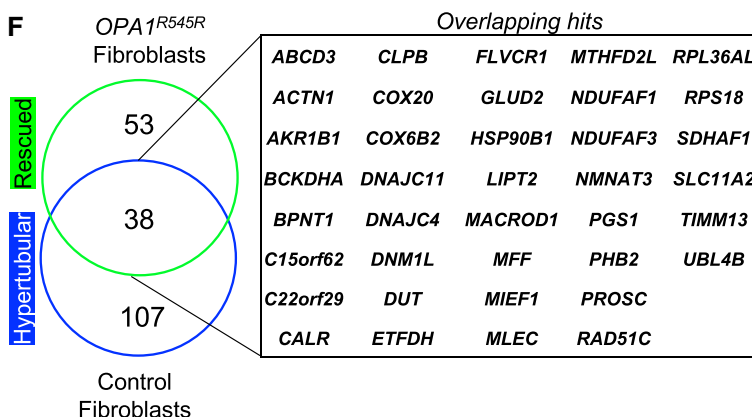 F
OPA1^R545R
Fibroblasts
Overlapping hits
Rescued
Hypertubular
53
38
107
Control
Fibroblasts
ABCD3 CLPB FLVCR1 MTHFD2L RPL36AL
ACTN1 COX20 GLUD2 NDUFAF1 RPS18
AKR1B1 COX6B2 HSP90B1 NDUFAF3 SDHAF1
BCKDHA DNAJC11 LIPT2 NMNAT3 SLC11A2
BPNT1 DNAJC4 MACROD1 PGS1 TIMM13
C15orf62 DNM1L MFF PHB2 UBL4B
C22orf29 DUT MIEF1 PROSC
CALR ETFDH MLEC RAD51C